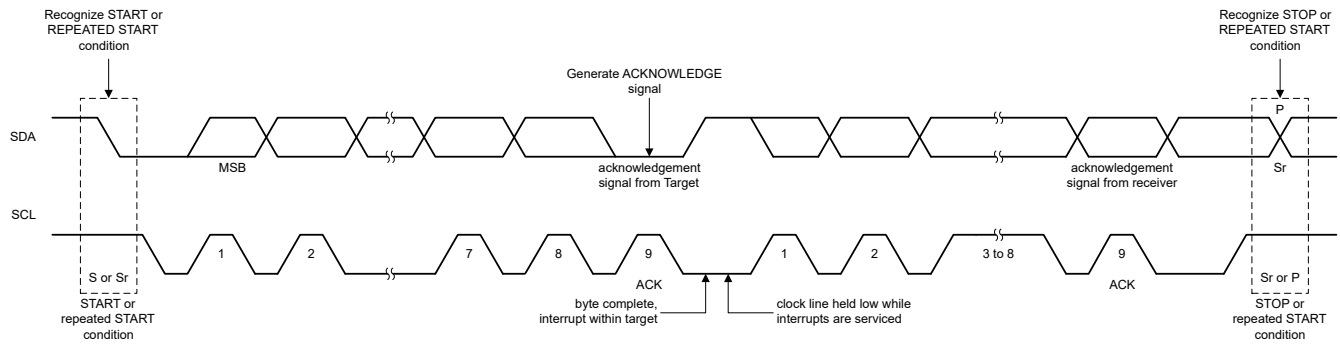 Recognize START or
REPEATED START
condition
Recognize STOP or
REPEATED START
condition
Generate ACKNOWLEDGE
signal
P
SDA
MSB
acknowledgement
signal from Target
acknowledgement
signal from receiver
Sr
SCL
1
2
7
8
9
1
2
3 to 8
9
S or Sr
ACK
ACK
Sr or P
START or
repeated START
condition
byte complete,
interrupt within target
clock line held low while
interrupts are serviced
STOP or
repeated START
condition